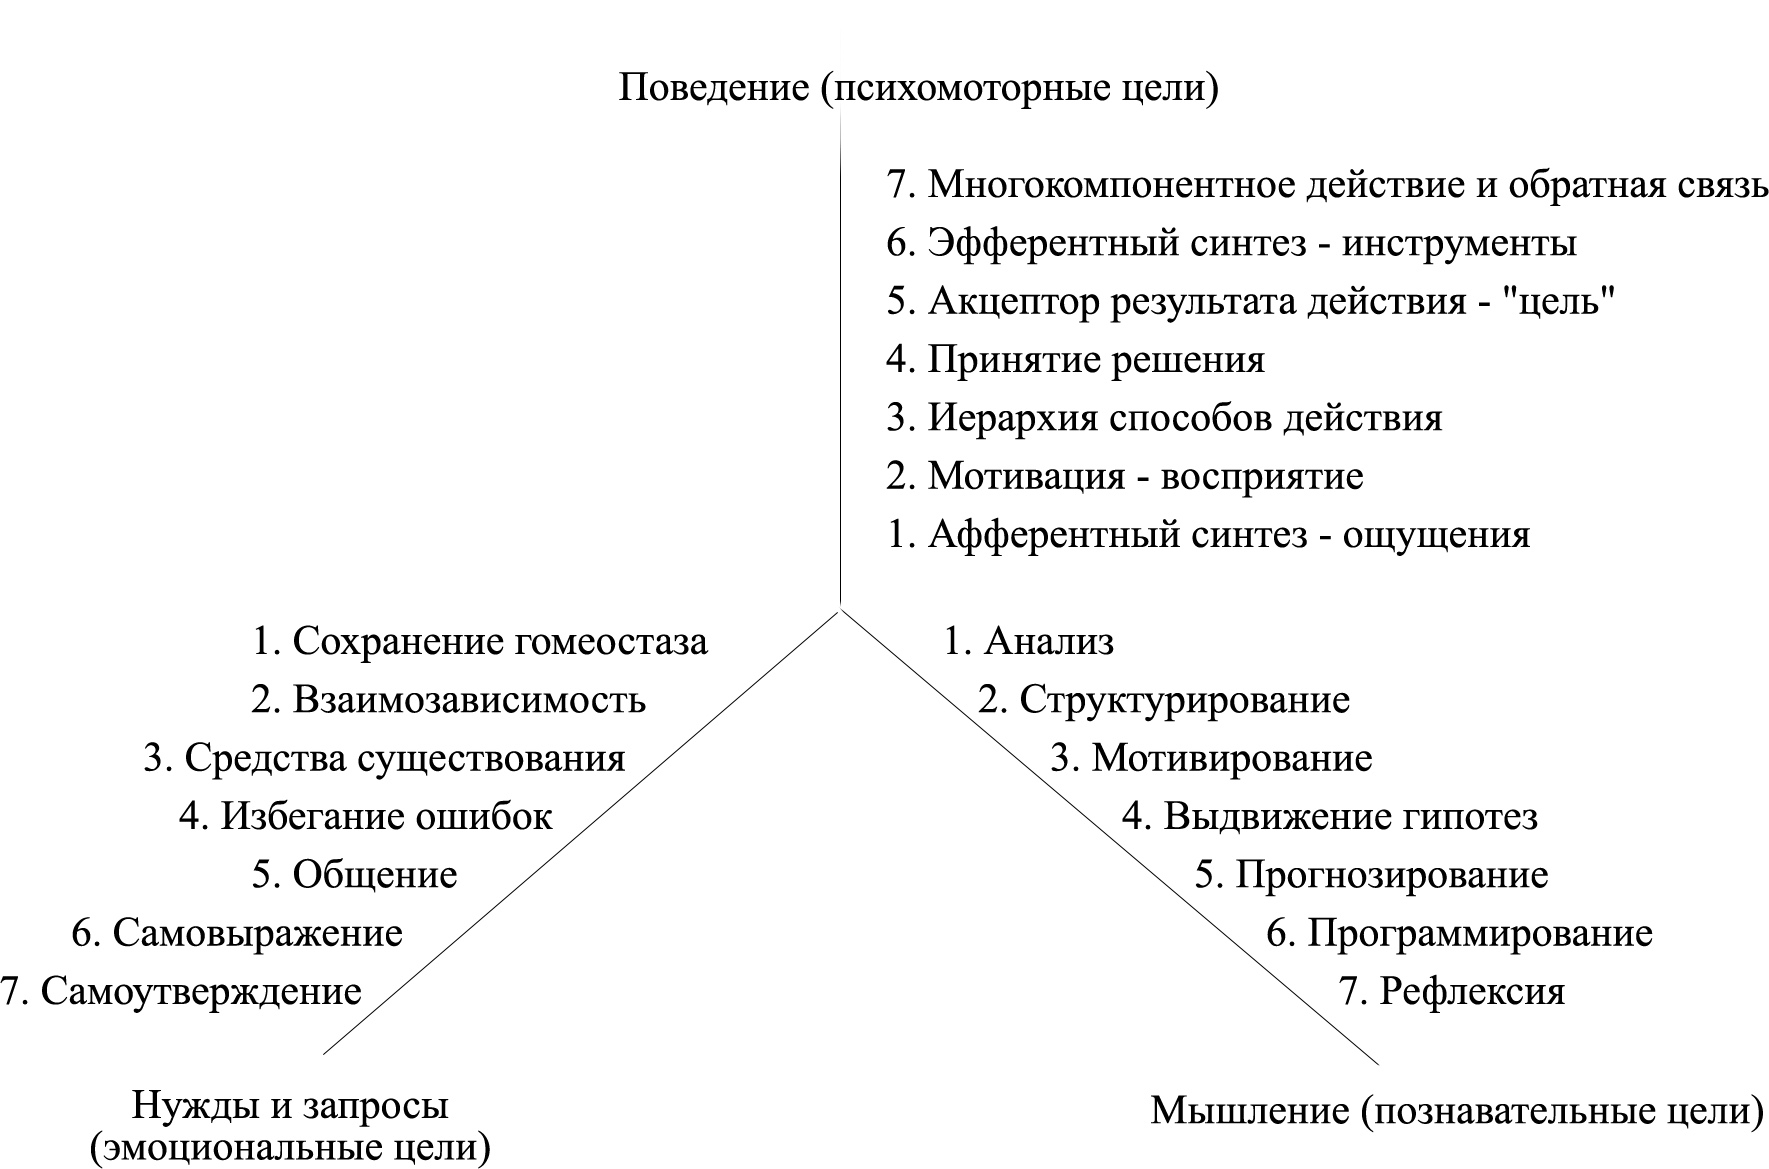 Поведение (психомоторные цели)
7. Многокомпонентное действие и обратная связь
6. Эфферентный синтез - инструменты
5. Акцептор результата действия - "цель"
4. Принятие решения
3. Иерархия способов действия
2. Мотивация - восприятие
1. Афферентный синтез - ощущения
1. Сохранение гомеостаза
2. Взаимозависимость
3. Средства существования
4. Избегание ошибок
5. Общение
6. Самовыражение
7. Самоутверждение
Нужды и запросы
(эмоциональные цели)
1. Анализ
2. Структурирование
3. Мотивирование
4. Выдвижение гипотез
5. Прогнозирование
6. Программирование
7. Рефлексия
Мышление (познавательные цели)